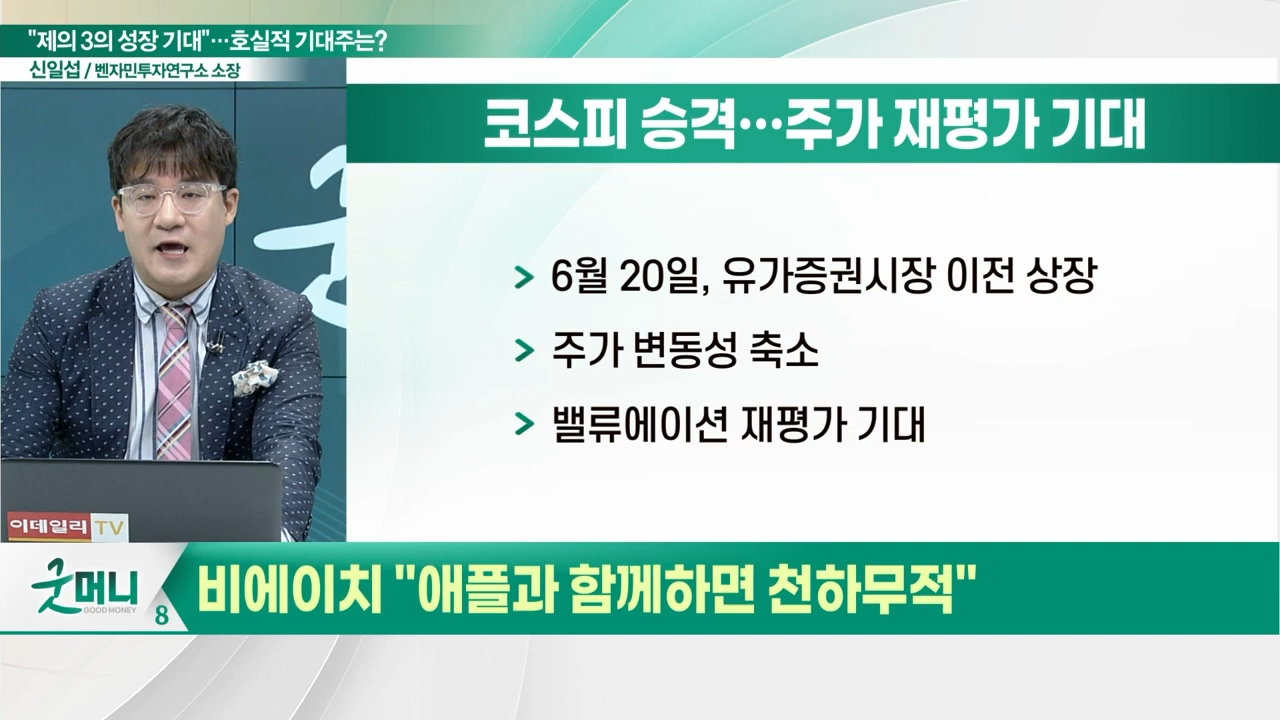 "제의 3의 성장 기대"…호실적 기대주는?
신일섭 / 벤자민투자연구소 소장
코스피 승격…주가 재평가 기대
> 6월 20일, 유가증권시장 이전 상장
> 주가 변동성 축소
> 밸류에이션 재평가 기대
이데일리 TV
굿머니
GOOD MONEY
8
비에이치 "애플과 함께하면 천하무적"